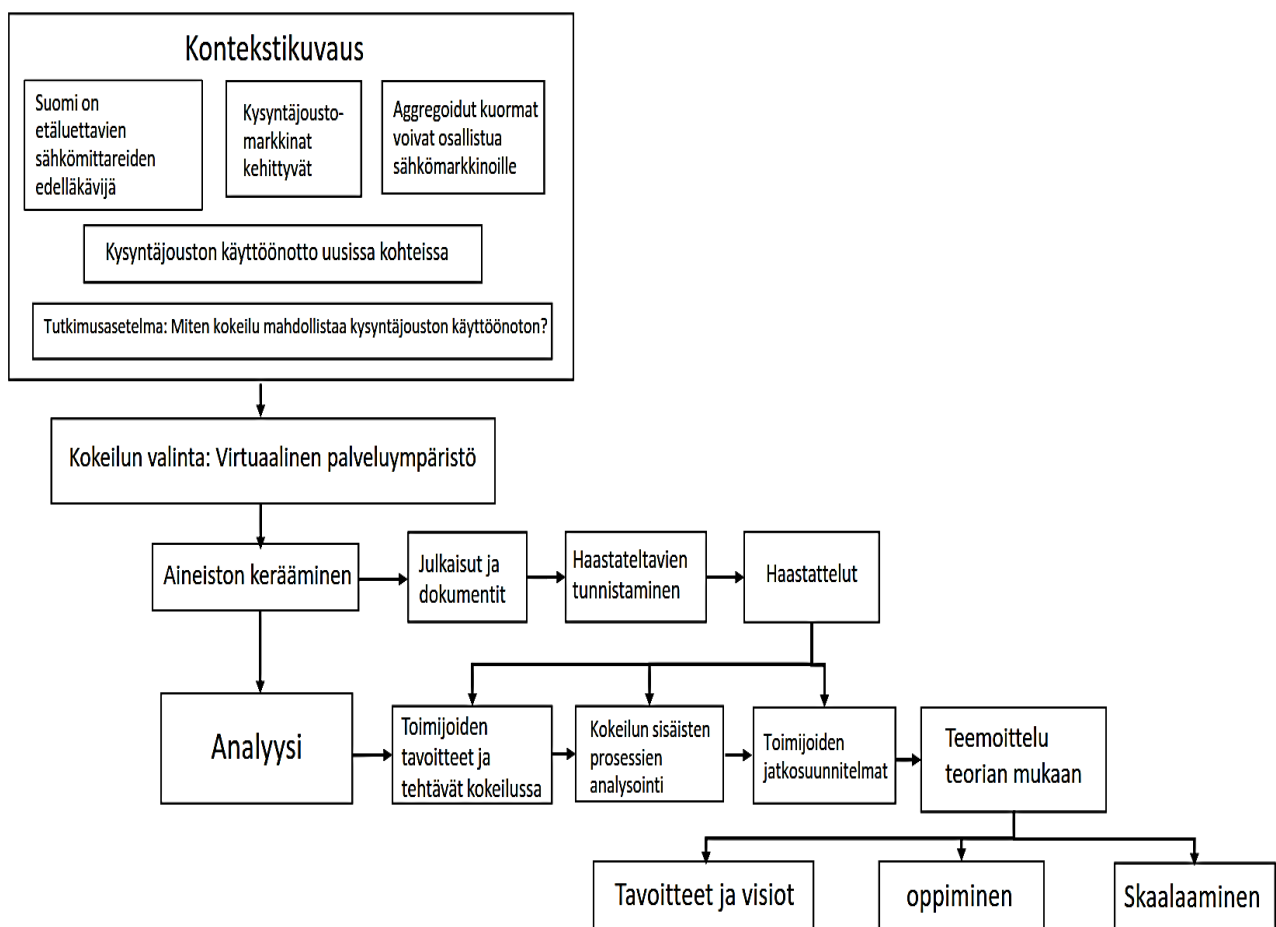 Kontekstikuvaus
Suomi on
etäluettavien
sähkömittareiden
edelläkävijä
Kysyntäjousto-
markkinat
kehittyvät
Aggregoidut kuormat
voivat osallistua
sähkömarkkinoille
Kysyntäjouston käyttöönotto uusissa kohteissa
Tutkimusasetelma: Miten kokeilu mahdollistaa kysyntäjouston käyttöönoton?
Kokeilun valinta: Virtuaalinen palveluympäristö
Aineiston kerääminen
Julkaisut ja
dokumentit
Haastateltavien
tunnistaminen
Haastattelut
Analyysi
Toimijoiden
tavoitteet ja
tehtävät kokeilussa
Kokeilun sisäisten
prosessien
analysointi
Toimijoiden
jatkosuunnitelmat
Teemoittelu
teorian mukaan
Tavoitteet ja visiot
oppiminen
Skaalaaminen